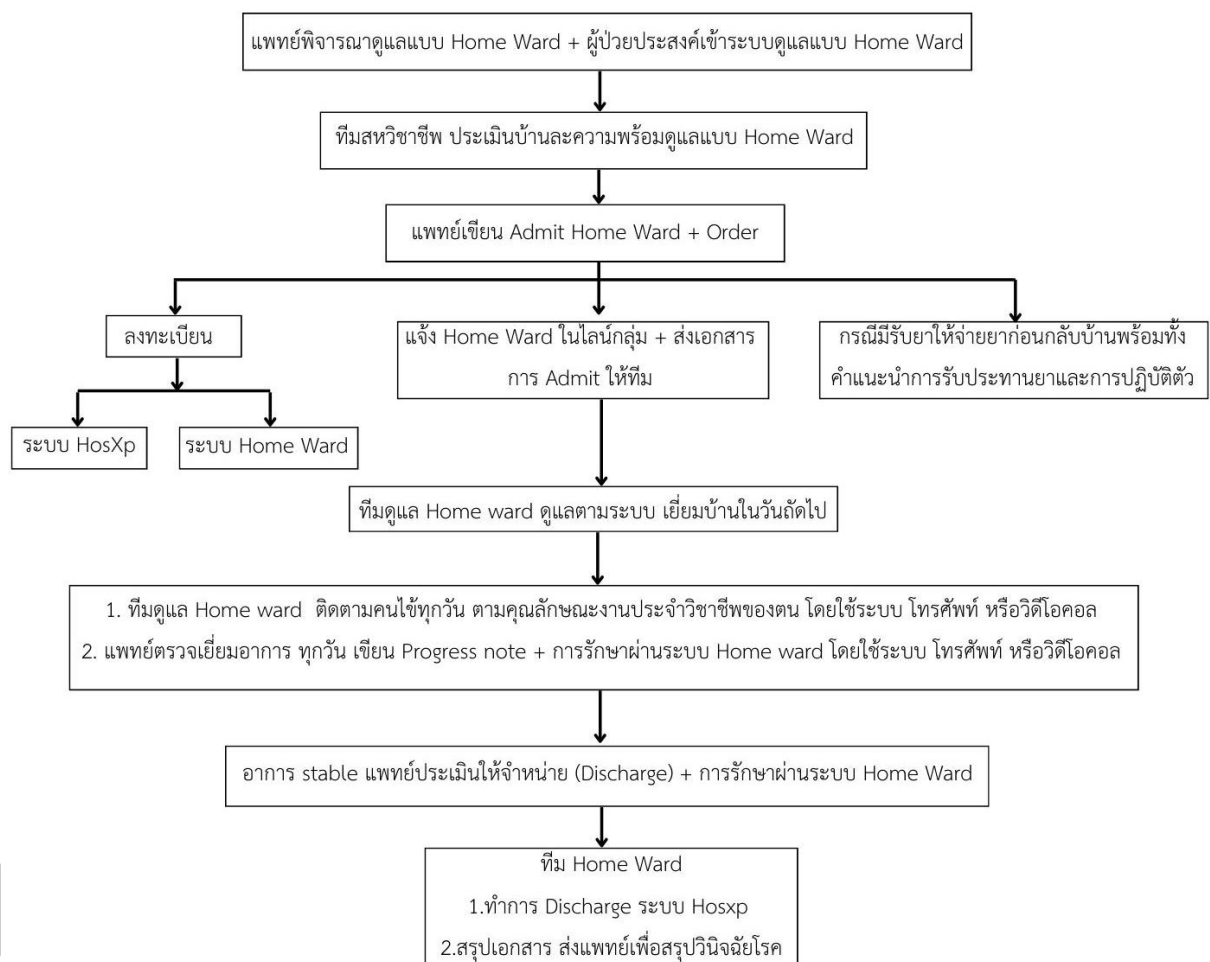 แพทย์พิจารณาดูแลแบบ Home Ward + ผู้ป่วยประสงค์เข้าระบบดูแลแบบ Home Ward
ทีมสหวิชาชีพ ประเมินบ้านละความพร้อมดูแลแบบ Home Ward
แพทย์เขียน Admit Home Ward + Order
ลงทะเบียน
ระบบ HosXp
ระบบ Home Ward
แจ้ง Home Ward ในไลน์กลุ่ม + ส่งเอกสาร
การ Admit ให้ทีม
กรณีมีรับยาให้จ่ายยาก่อนกลับบ้านพร้อมทั้ง
คำแนะนำการรับประทานยาและการปฏิบัติตัว
ทีมดูแล Home ward ดูแลตามระบบ เยี่ยมบ้านในวันถัดไป
1. ทีมดูแล Home ward ติดตามคนไข้ทุกวัน ตามคุณลักษณะงานประจำวิชาชีพของตน โดยใช้ระบบ โทรศัพท์ หรือวิดีโอคอล
2. แพทย์ตรวจเยี่ยมอาการ ทุกวัน เขียน Progress note + การรักษาผ่านระบบ Home ward โดยใช้ระบบ โทรศัพท์ หรือวิดีโอคอล
อาการ stable แพทย์ประเมินให้จำหน่าย (Discharge) + การรักษาผ่านระบบ Home Ward
ทีม Home Ward
1.ทำการ Discharge ระบบ Hosxp
2.สรุปเอกสาร ส่งแพทย์เพื่อสรุปวินิจฉัยโรค